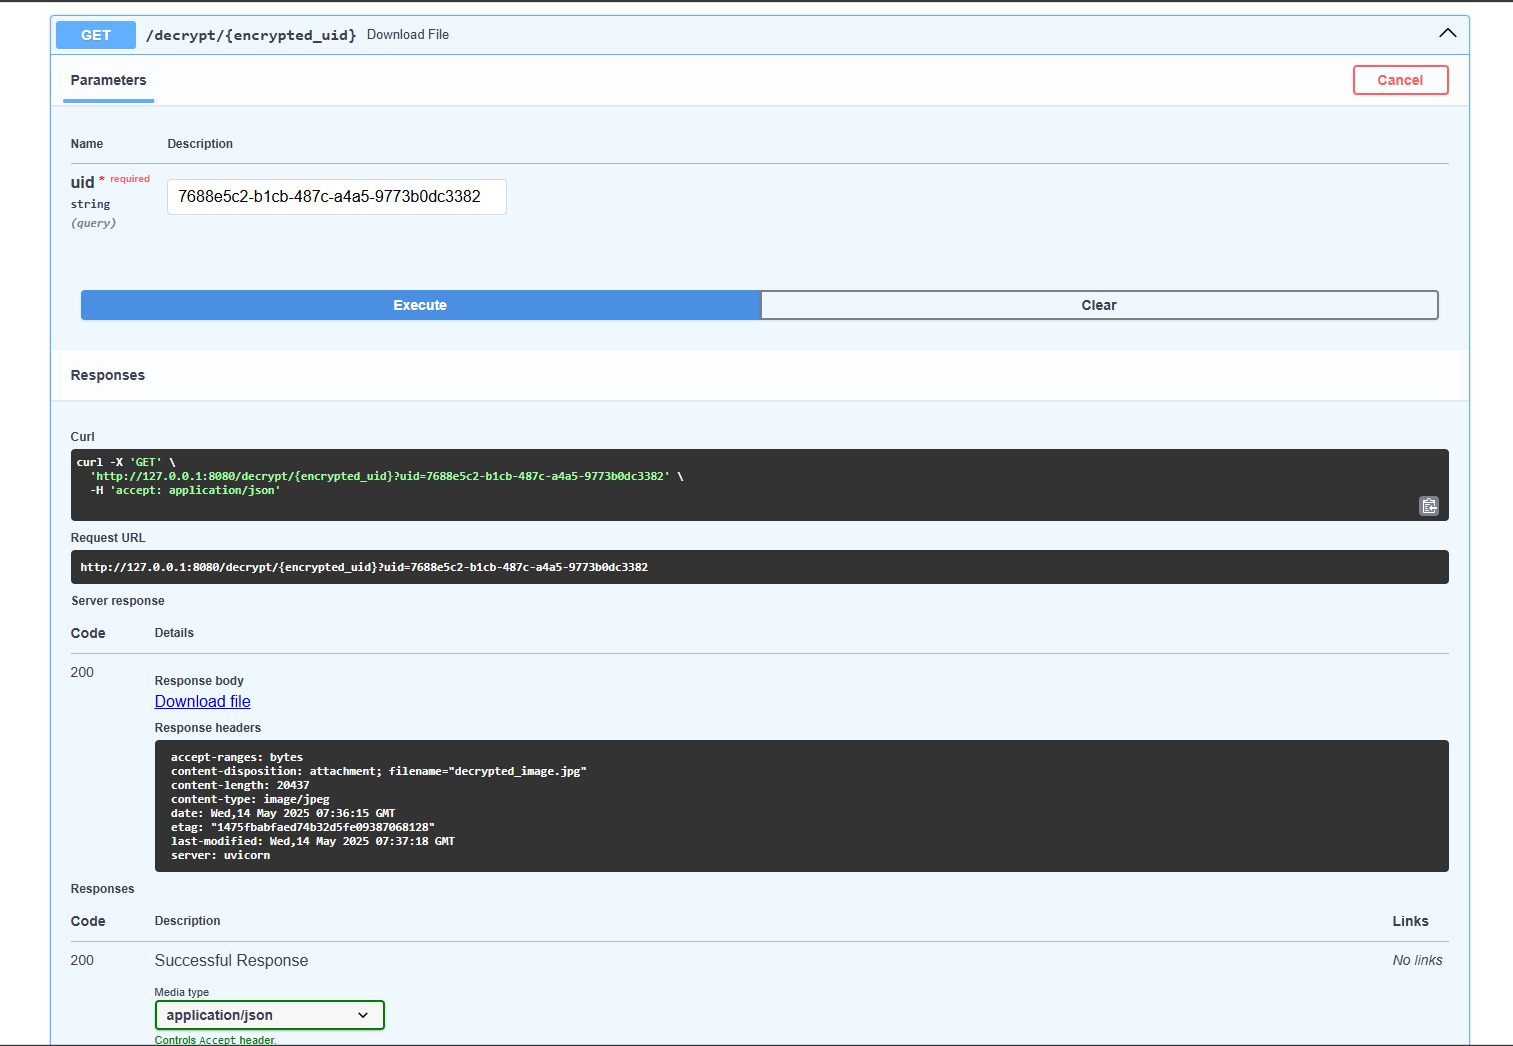 GET /decrypt/{encrypted_uid} Download File
Parameters
Cancel
Name Description
uid * required
string
(query)
7688e5c2-b1cb-487c-a4a5-9773b0dc3382
Execute Clear
Responses
Curl
curl -X 'GET' \
'http://127.0.0.1:8080/decrypt/{encrypted_uid}?uid=7688e5c2-b1cb-487c-a4a5-9773b0dc3382' \
-H 'accept: application/json'
Request URL
http://127.0.0.1:8080/decrypt/{encrypted_uid}?uid=7688e5c2-b1cb-487c-a4a5-9773b0dc3382
Server response
Code Details
200
Response body
Download file
Response headers
accept-ranges: bytes
content-disposition: attachment; filename="decrypted_image.jpg"
content-length: 20437
content-type: image/jpeg
date: Wed,14 May 2025 07:36:15 GMT
etag: "1475fbabfaed74b32d5fe09387068128"
last-modified: Wed,14 May 2025 07:37:18 GMT
server: uvicorn
Responses
Code Description Links
200 Successful Response No links
Media type
application/json
Controls Accept header.